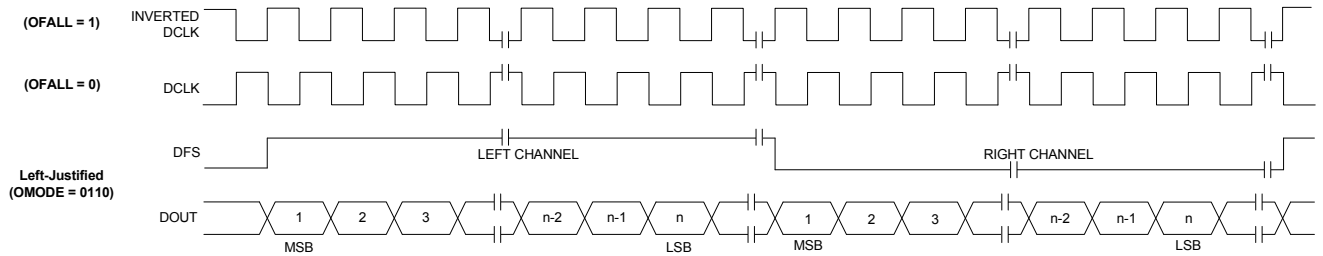 (OFALL = 1)
INVERTED
DCLK
(OFALL = 0)
DCLK
DFS
LEFT CHANNEL
RIGHT CHANNEL
Left-Justified
(OMODE = 0110)
DOUT
1 2 3 n-2 n-1 n 1 2 3 n-2 n-1 n
MSB LSB MSB LSB